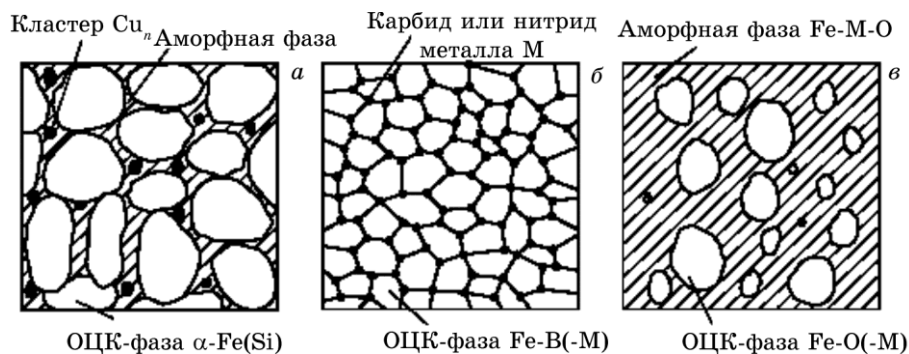 Кластер Cuₙ
Аморфная фаза
а
Карбид или нитрид
металла М
б
Аморфная фаза Fe-M-O
в
ОЦК-фаза α-Fe(Si)
ОЦК-фаза Fe-B(-M)
ОЦК-фаза Fe-O(-M)